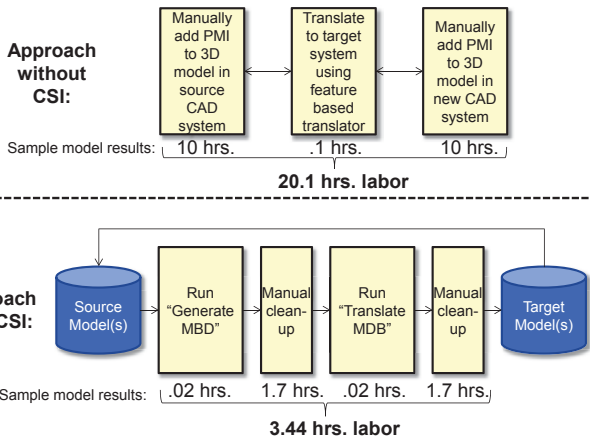 Approach
without
CSI:
Manually
add PMI
to 3D
model in
source
CAD
system
Translate
to target
system
using
feature
based
translator
Manually
add PMI
to 3D
model in
new CAD
system
Sample model results:
10 hrs.
.1 hrs.
10 hrs.
20.1 hrs. labor
CSI:
Source
Model(s)
Run
“Generate
MBD”
Manual
clean-
up
Run
“Translate
MDB”
Manual
clean-
up
Target
Model(s)
Sample model results:
.02 hrs.
1.7 hrs.
.02 hrs.
1.7 hrs.
3.44 hrs. labor